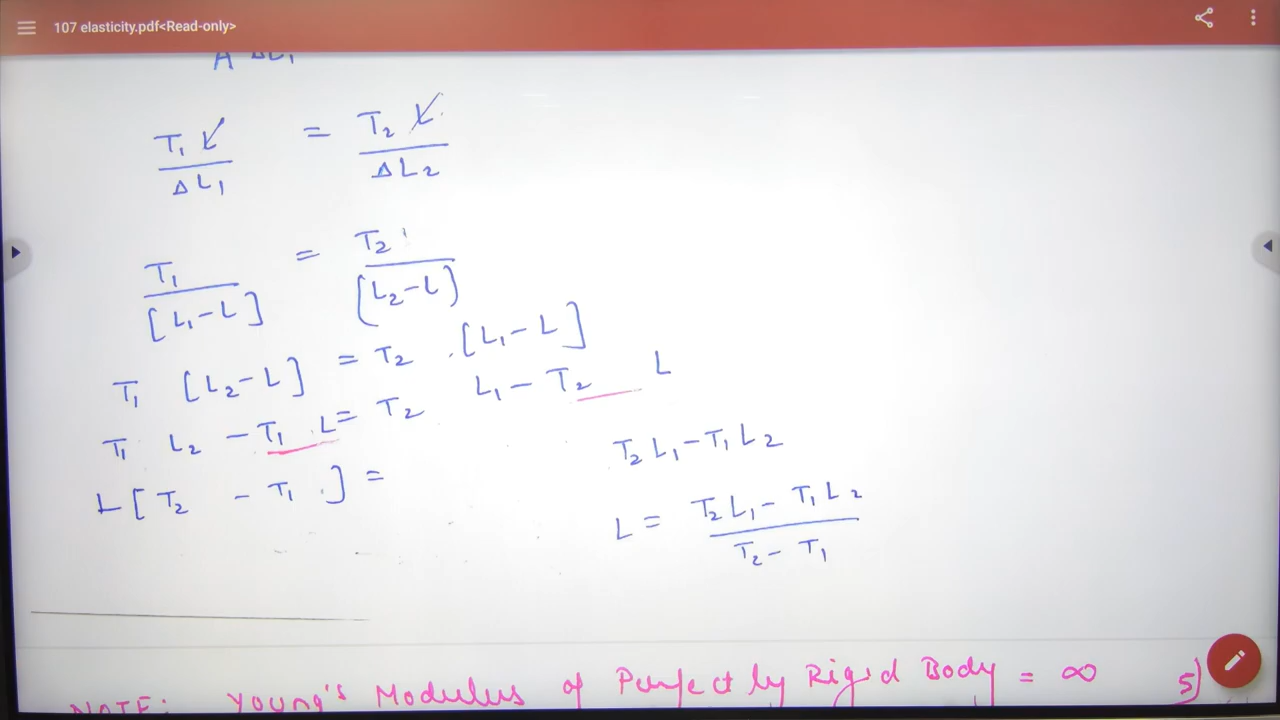 107 elasticity.pdf<Read-only>
A ΔL₁
T₁ L / ΔL₁ = T₂ L / ΔL₂
T₁ / [L₁ - L] = T₂ / [L₂ - L]
T₁ [L₂ - L] = T₂ . [L₁ - L]
T₁ L₂ - T₁ . L = T₂ L₁ - T₂ L
L [T₂ - T₁ .] = T₂ L₁ - T₁ L₂
L = T₂ L₁ - T₁ L₂ / T₂ - T₁
NOTE: Young's Modulus of Perfectly Rigid Body = ∞ 5)